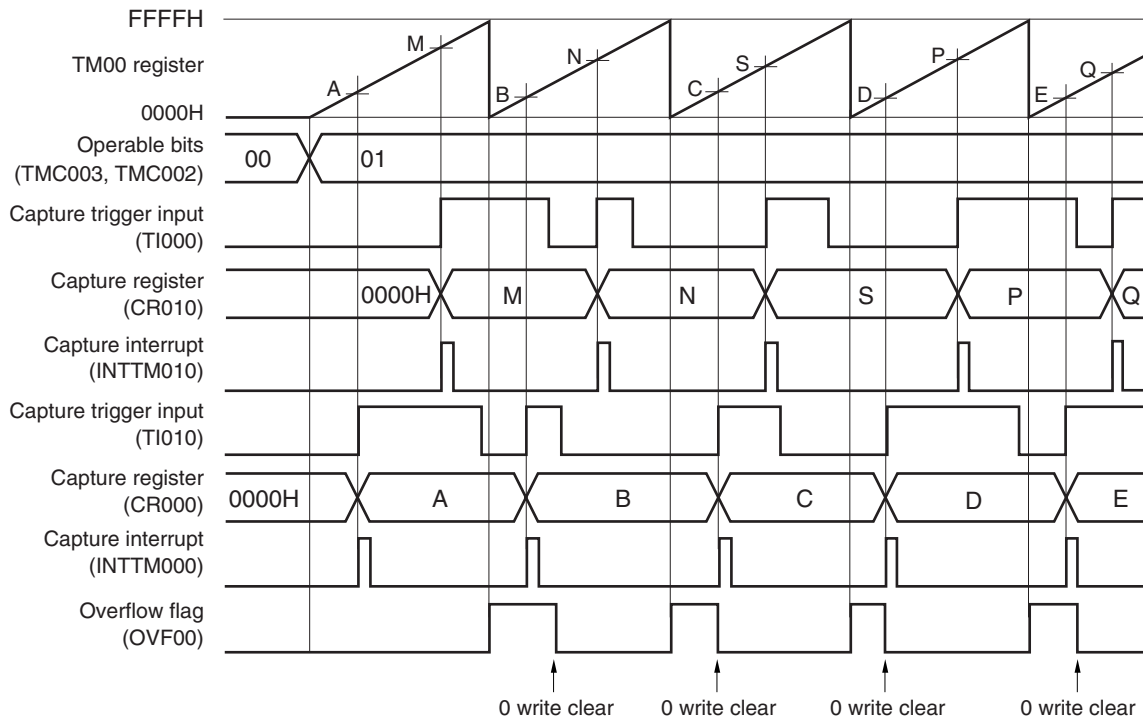 FFFFH
TM00 register
0000H
A M B N C S D P E Q
Operable bits
(TMC003, TMC002)
00 01
Capture trigger input
(TI000)
Capture register
(CR010)
0000H M N S P Q
Capture interrupt
(INTTM010)
Capture trigger input
(TI010)
Capture register
(CR000)
0000H A B C D E
Capture interrupt
(INTTM000)
Overflow flag
(OVF00)
0 write clear 0 write clear 0 write clear 0 write clear